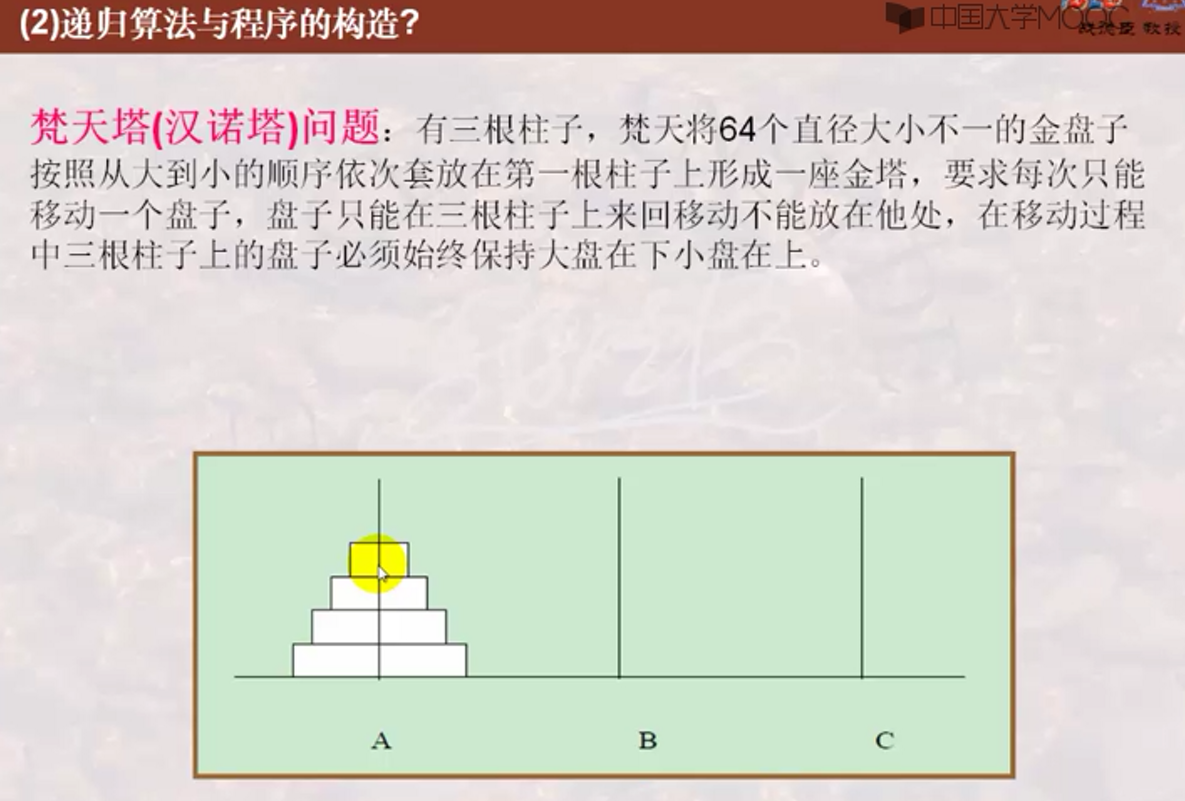 (2)递归算法与程序的构造?
中国大学MOOC
教授
梵天塔(汉诺塔)问题：有三根柱子，梵天将64个直径大小不一的金盘子
按照从大到小的顺序依次套放在第一根柱子上形成一座金塔，要求每次只能
移动一个盘子，盘子只能在三根柱子上来回移动不能放在他处，在移动过程
中三根柱子上的盘子必须始终保持大盘在下小盘在上。
A
B
C